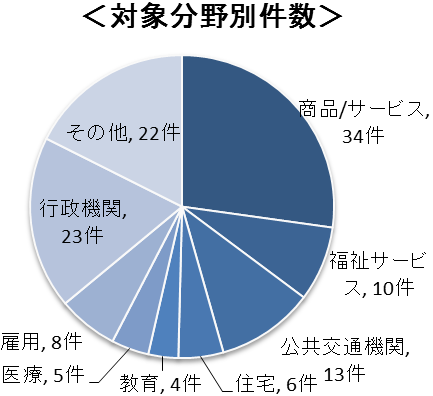 ＜対象分野別件数＞
商品/サービス,
34件
福祉サービ
ス, 10件
公共交通機関,
13件
住宅, 6件
教育, 4件
医療, 5件
雇用, 8件
行政機関,
23件
その他, 22件